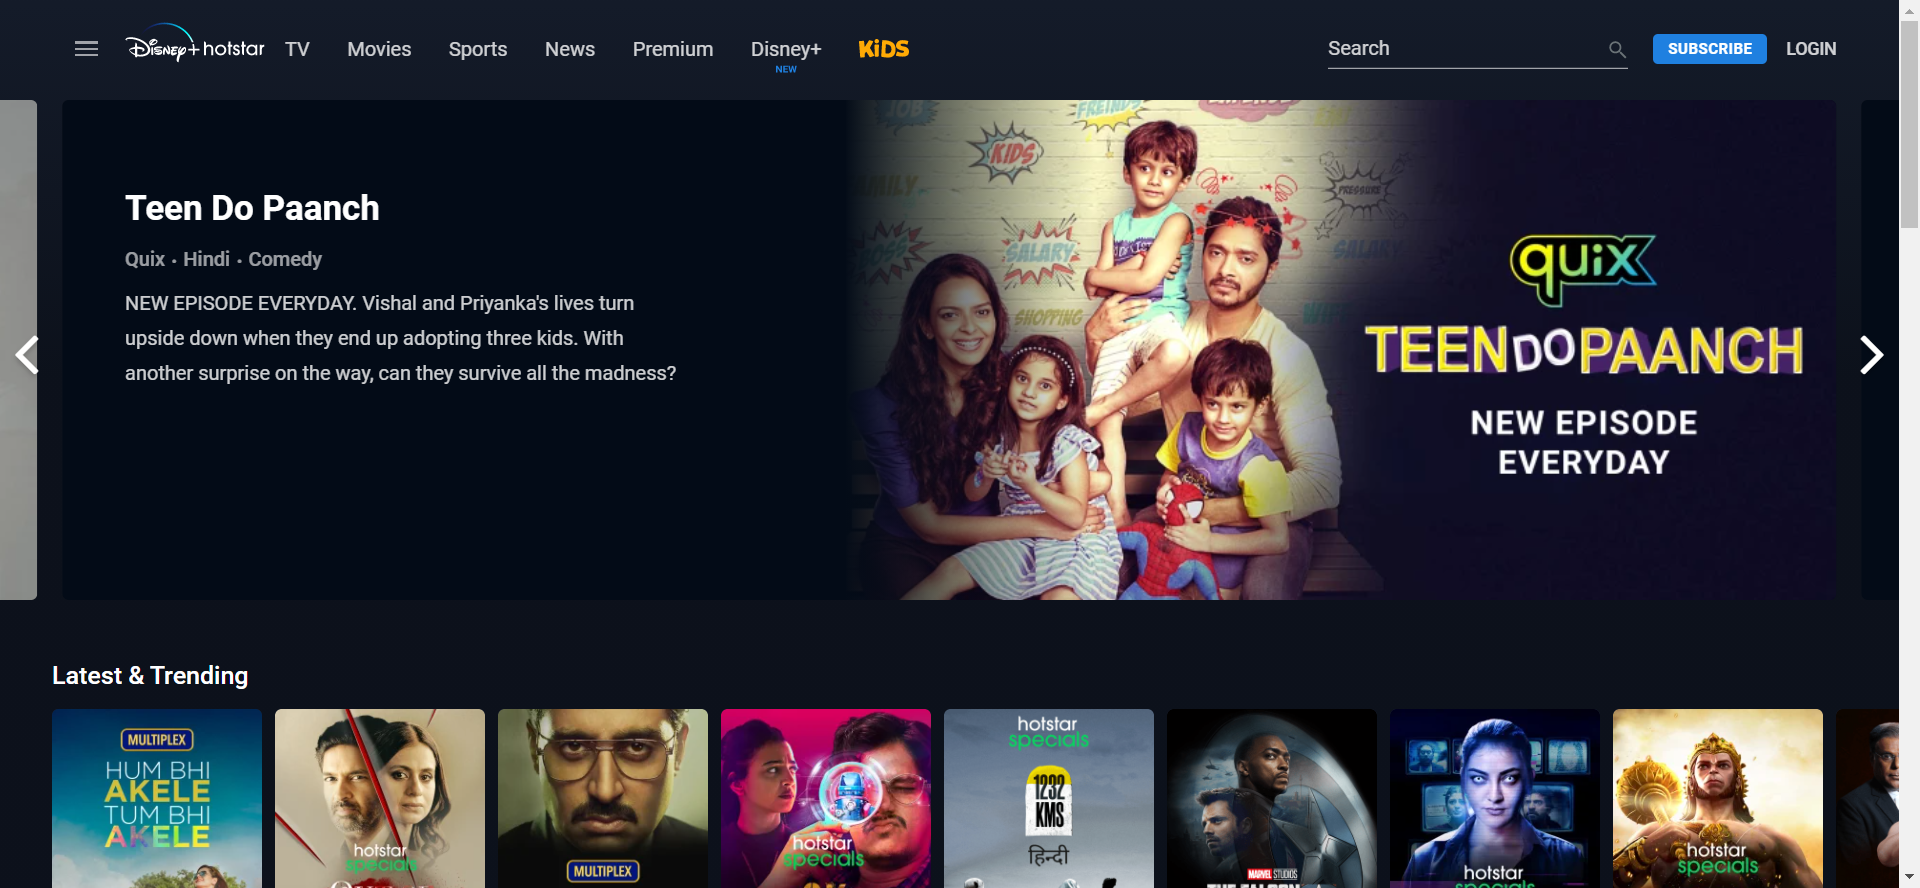 Disney+ hotstar
TV
Movies
Sports
News
Premium
Disney+
NEW
KiDS
Search
SUBSCRIBE
LOGIN
Teen Do Paanch
Quix • Hindi • Comedy
NEW EPISODE EVERYDAY. Vishal and Priyanka's lives turn
upside down when they end up adopting three kids. With
another surprise on the way, can they survive all the madness?
JOB
FRIENDS
KIDS
PRESSURE
SALARY
SALARY
SHOPPING
WIFE
quix
TEEN DO PAANCH
NEW EPISODE
EVERYDAY
Latest & Trending
MULTIPLEX
HUM BHI
AKELE
TUM BHI
AKELE
hotstar
specials
MULTIPLEX
hotstar
specials
hotstar
specials
1232
KMS
हिन्दी
MARVEL STUDIOS
hotstar
specials
hotstar
specials